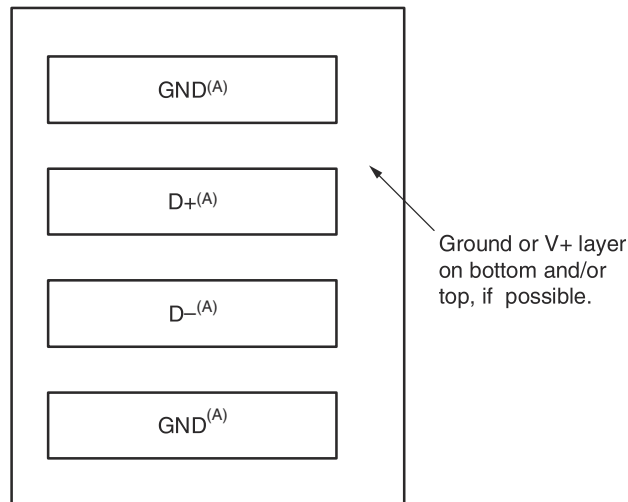 GND(A)
D+(A)
D–(A)
GND(A)
Ground or V+ layer
on bottom and/or
top, if possible.